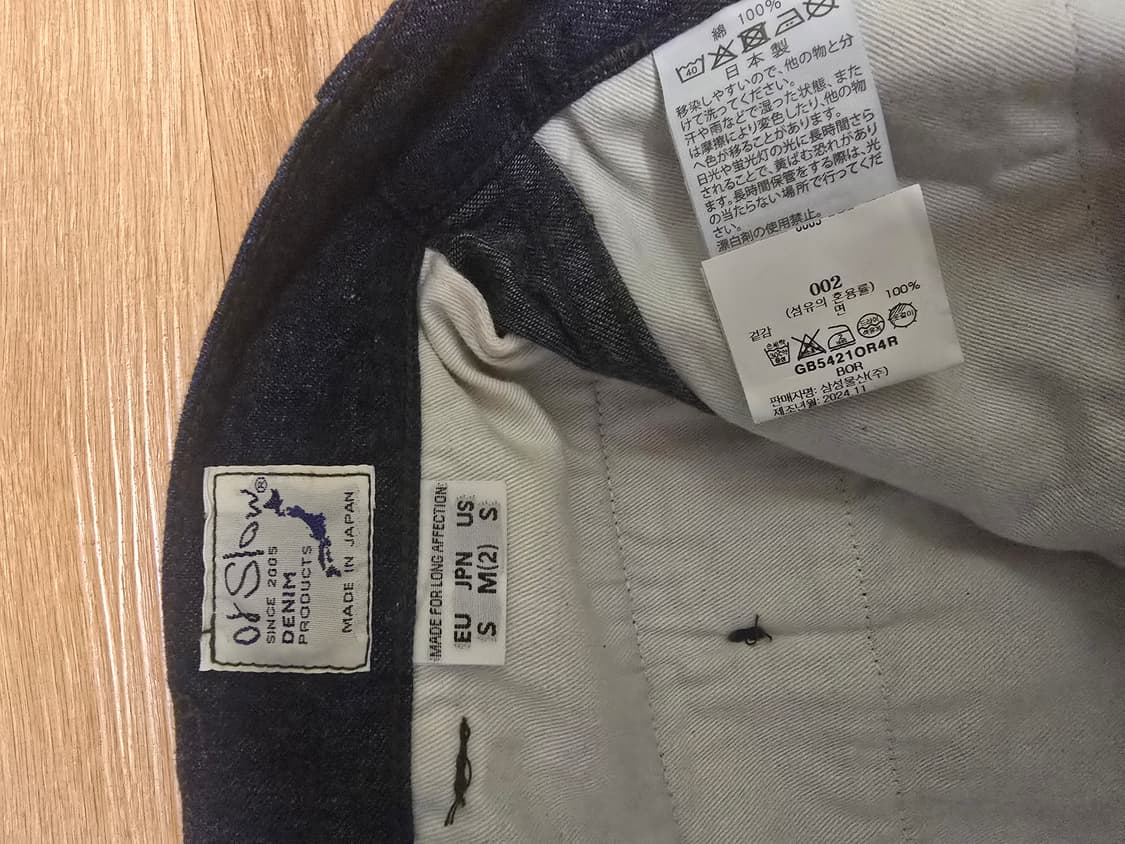 綿 100%
40
日本製
移染しやすいので、他の物と分
けて洗ってください。
汗や雨などで湿った状態、また
は摩擦により変色したり、他の物
へ色が移ることがあります。
日光や蛍光灯の光に長時間さら
されることで、黄ばむ恐れがあり
ます。長時間保管をする際は、光
の当たらない場所で行ってくだ
さい。
漂白剤の使用禁止。
002
(섬유의 혼용률)
겉감 면 100%
GB5421OR4R
BOR
판매자명: 삼성물산(주)
제조년월: 2024.11
orSlow®
SINCE 2005
DENIM
PRODUCTS
MADE IN JAPAN
MADE FOR LONG AFFECTION:
EU JPN US
S M(2) S